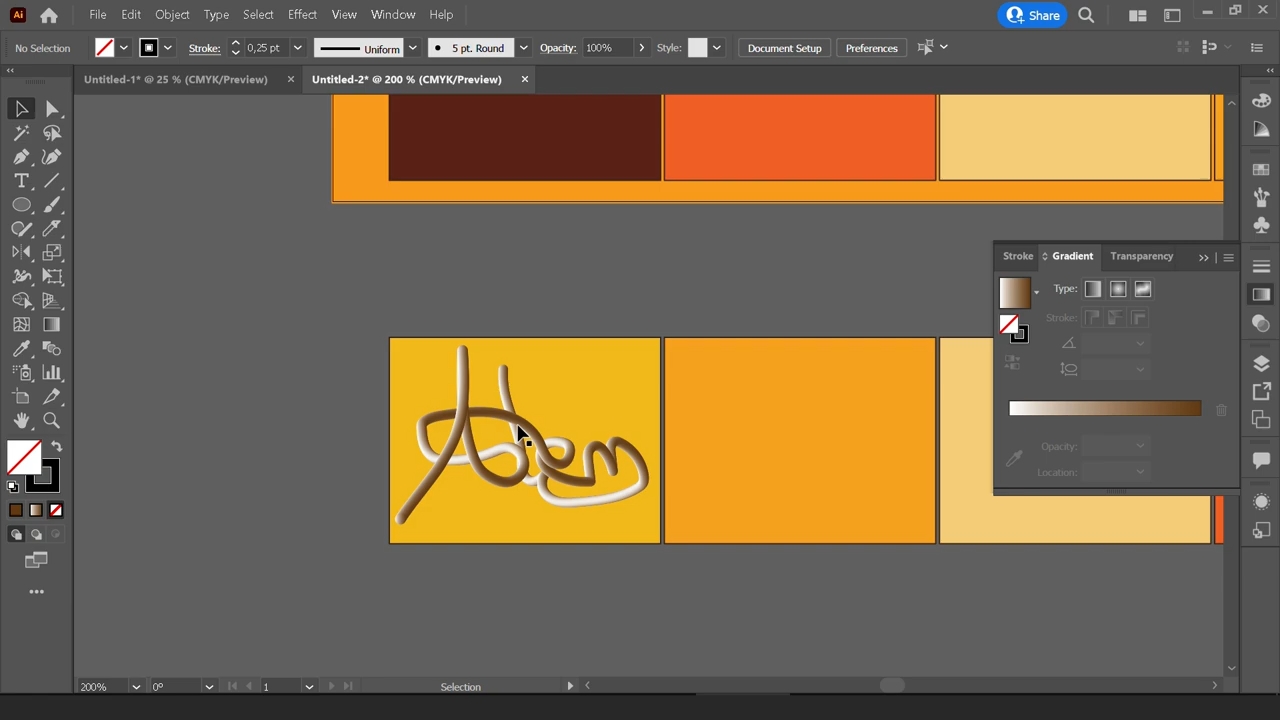 Ai File Edit Object Type Select Effect View Window Help Share
No Selection Stroke: 0,25 pt Uniform 5 pt. Round Opacity: 100% Style: Document Setup Preferences
Untitled-1* @ 25 % (CMYK/Preview) Untitled-2* @ 200 % (CMYK/Preview)
Stroke Gradient Transparency
Type:
Stroke:
Opacity:
Location:
200% 0° 1 Selection